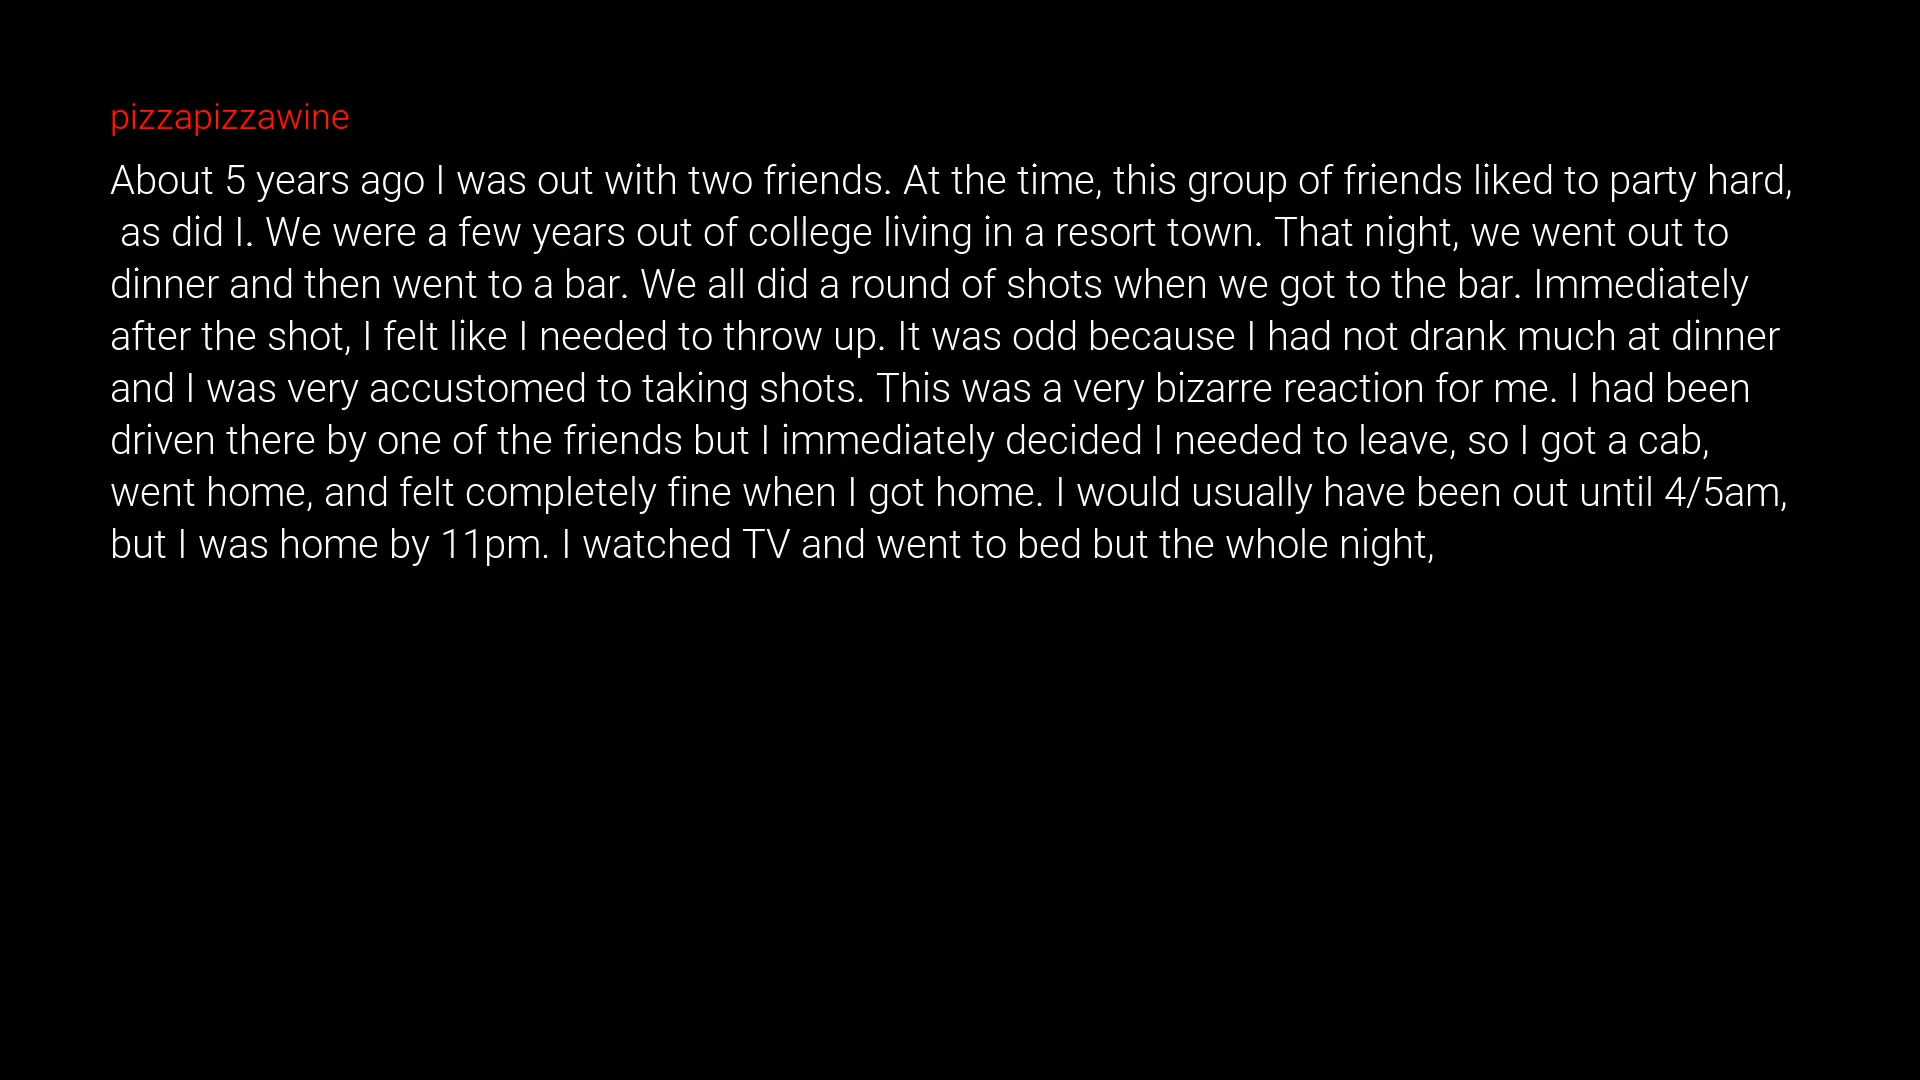 pizzapizzawine
About 5 years ago I was out with two friends. At the time, this group of friends liked to party hard,
as did I. We were a few years out of college living in a resort town. That night, we went out to
dinner and then went to a bar. We all did a round of shots when we got to the bar. Immediately
after the shot, I felt like I needed to throw up. It was odd because I had not drank much at dinner
and I was very accustomed to taking shots. This was a very bizarre reaction for me. I had been
driven there by one of the friends but I immediately decided I needed to leave, so I got a cab,
went home, and felt completely fine when I got home. I would usually have been out until 4/5am,
but I was home by 11pm. I watched TV and went to bed but the whole night,